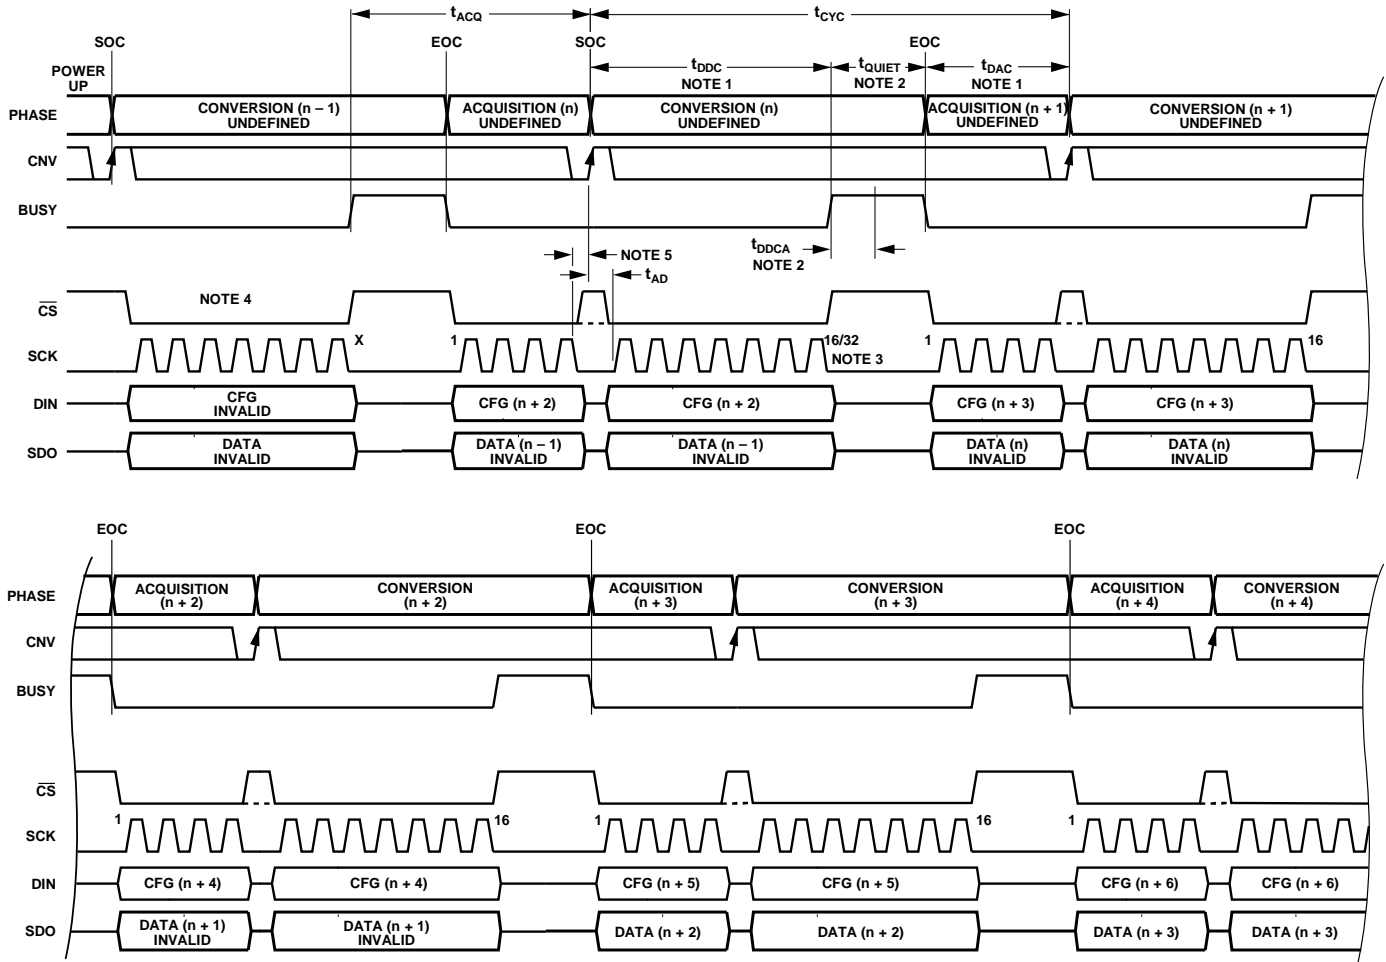 tACQ
tCYC
SOC
EOC
SOC
EOC
POWER
UP
tDDC
NOTE 1
tQUIET
NOTE 2
tDAC
NOTE 1
PHASE
CONVERSION (n – 1)
UNDEFINED
ACQUISITION (n)
UNDEFINED
CONVERSION (n)
UNDEFINED
ACQUISITION (n + 1)
UNDEFINED
CONVERSION (n + 1)
UNDEFINED
CNV
BUSY
NOTE 5
tAD
tDDCA
NOTE 2
CS
NOTE 4
SCK
X
1
16/32
NOTE 3
1
16
DIN
CFG
INVALID
CFG (n + 2)
CFG (n + 2)
CFG (n + 3)
CFG (n + 3)
SDO
DATA
INVALID
DATA (n – 1)
INVALID
DATA (n – 1)
INVALID
DATA (n)
INVALID
DATA (n)
INVALID
EOC
EOC
EOC
PHASE
ACQUISITION
(n + 2)
CONVERSION
(n + 2)
ACQUISITION
(n + 3)
CONVERSION
(n + 3)
ACQUISITION
(n + 4)
CONVERSION
(n + 4)
CNV
BUSY
CS
SCK
1
16
1
16
1
DIN
CFG (n + 4)
CFG (n + 4)
CFG (n + 5)
CFG (n + 5)
CFG (n + 6)
CFG (n + 6)
SDO
DATA (n + 1)
INVALID
DATA (n + 1)
INVALID
DATA (n + 2)
DATA (n + 2)
DATA (n + 3)
DATA (n + 3)